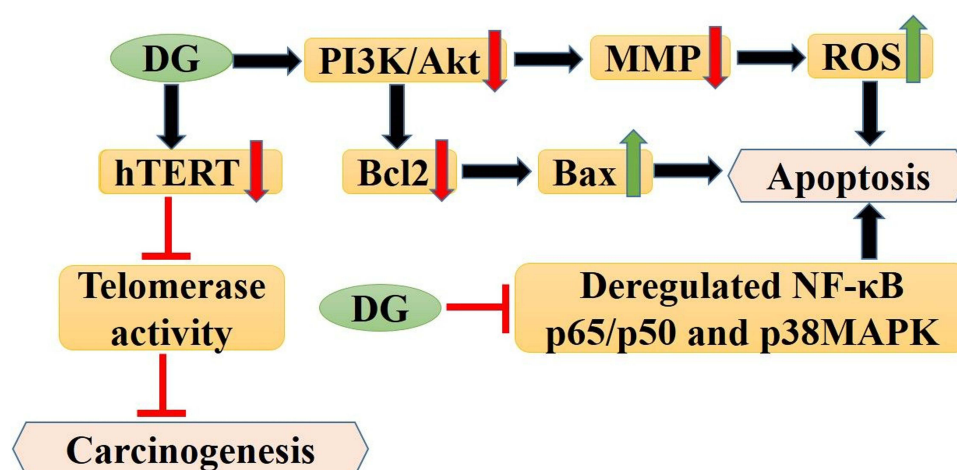 DG
PI3K/Akt
MMP
ROS
hTERT
Bcl2
Bax
Apoptosis
Telomerase
activity
DG
Deregulated NF-κB
p65/p50 and p38MAPK
Carcinogenesis